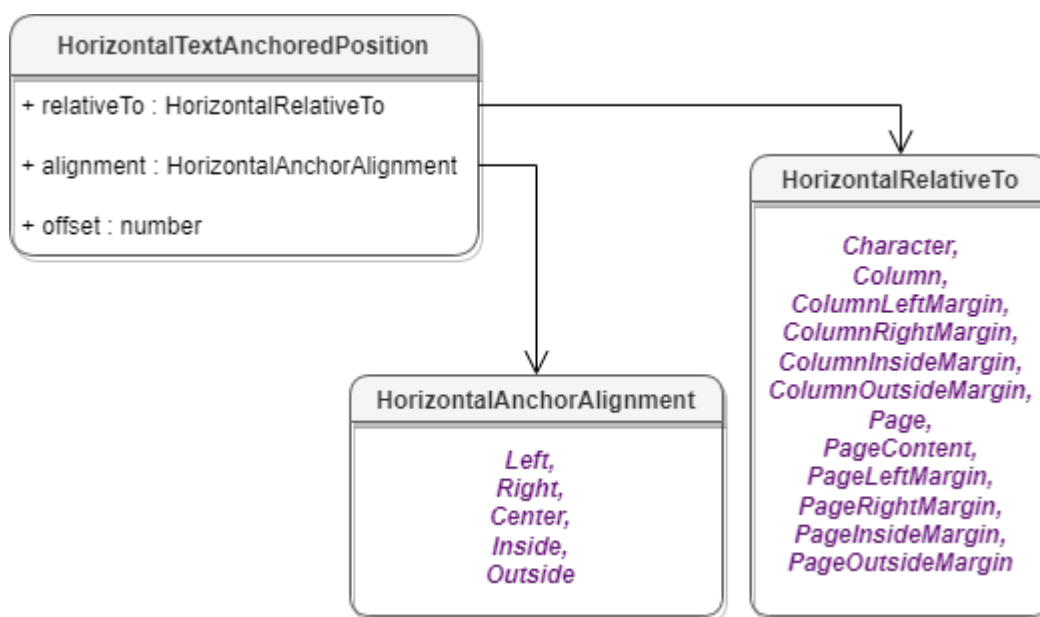 HorizontalTextAnchoredPosition
+ relativeTo : HorizontalRelativeTo
+ alignment : HorizontalAnchorAlignment
+ offset : number
HorizontalRelativeTo
Character,
Column,
ColumnLeftMargin,
ColumnRightMargin,
ColumnInsideMargin,
ColumnOutsideMargin,
Page,
PageContent,
PageLeftMargin,
PageRightMargin,
PageInsideMargin,
PageOutsideMargin
HorizontalAnchorAlignment
Left,
Right,
Center,
Inside,
Outside